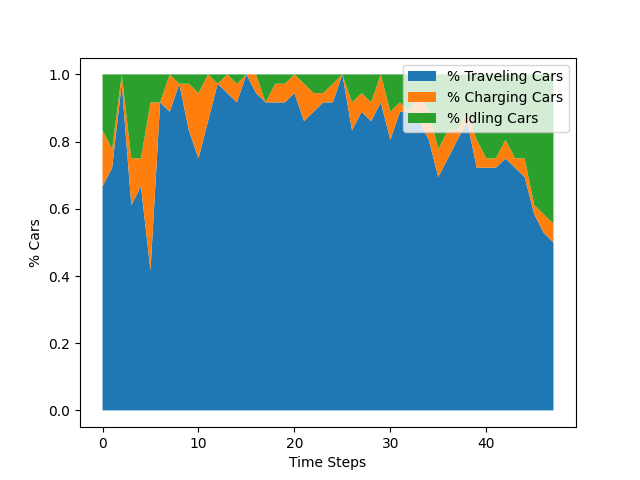 % Traveling Cars
% Charging Cars
% Idling Cars
1.0
0.8
0.6
0.4
0.2
0.0
% Cars
0 10 20 30 40
Time Steps